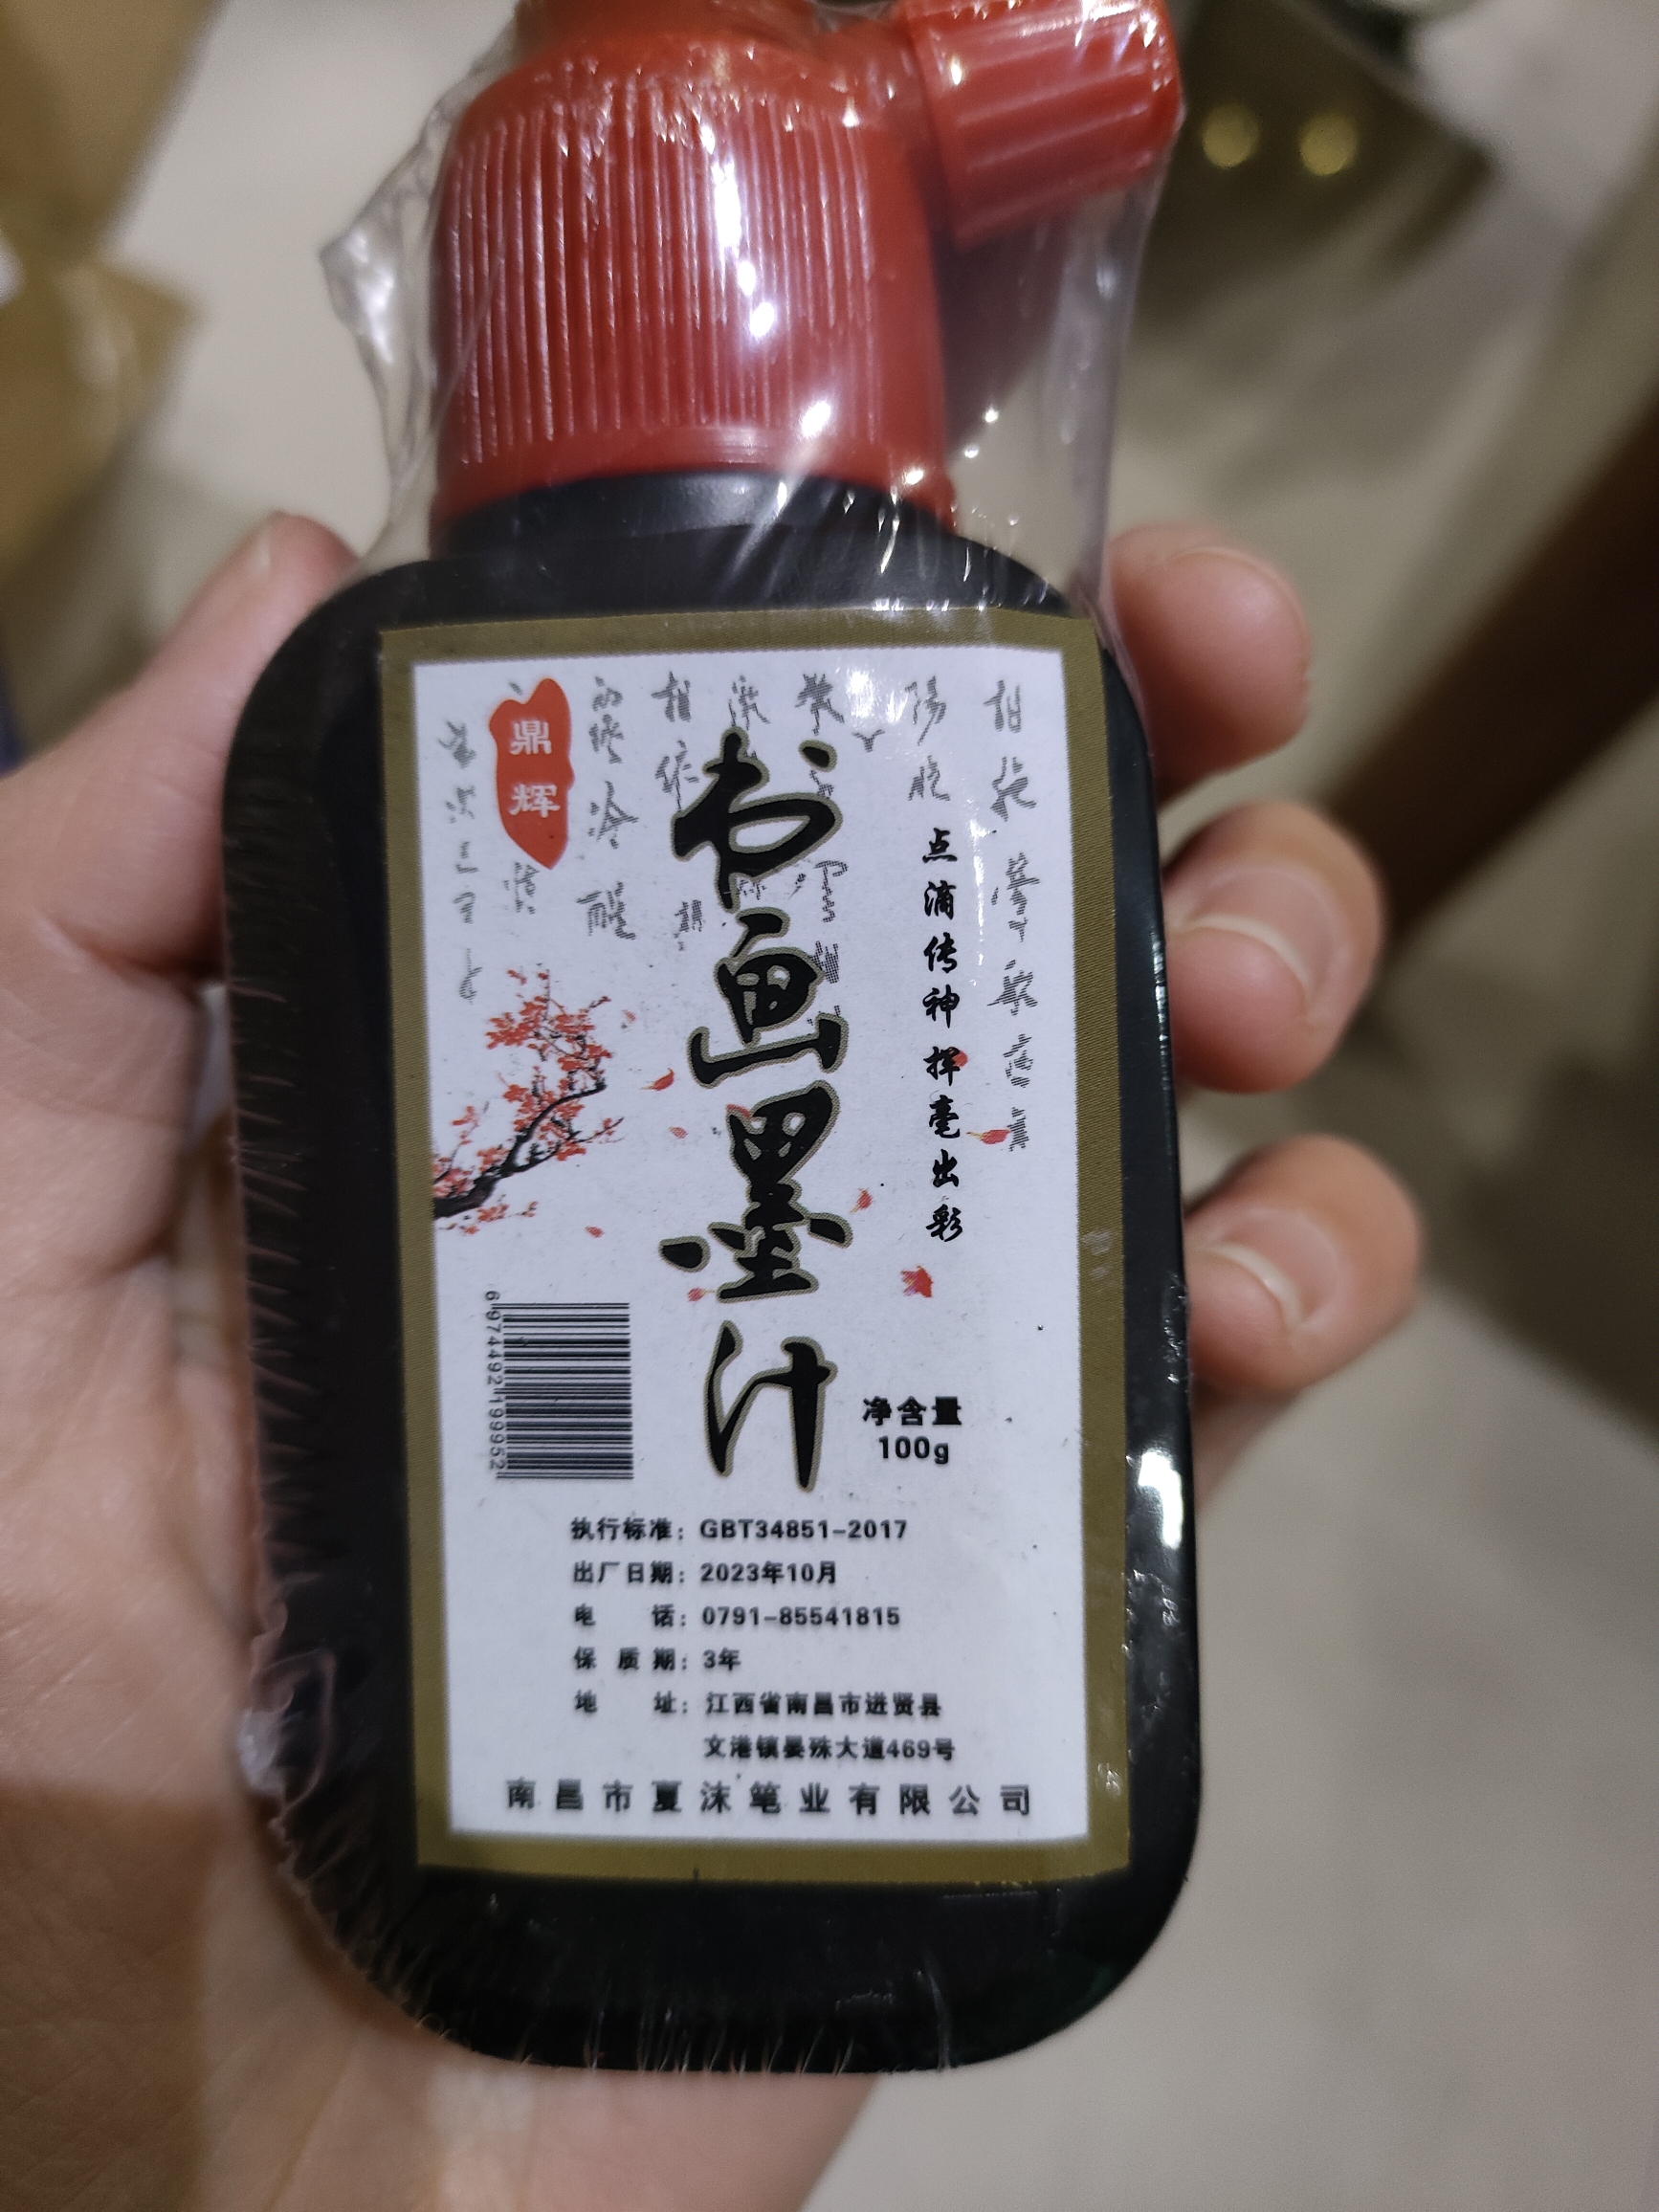 鼎辉
书画墨汁
点滴传神挥毫出彩
6974492199952
净含量
100g
执行标准：GBT34851-2017
出厂日期：2023年10月
电 话：0791-85541815
保 质 期：3年
地 址：江西省南昌市进贤县
文港镇晏殊大道469号
南昌市夏沫笔业有限公司